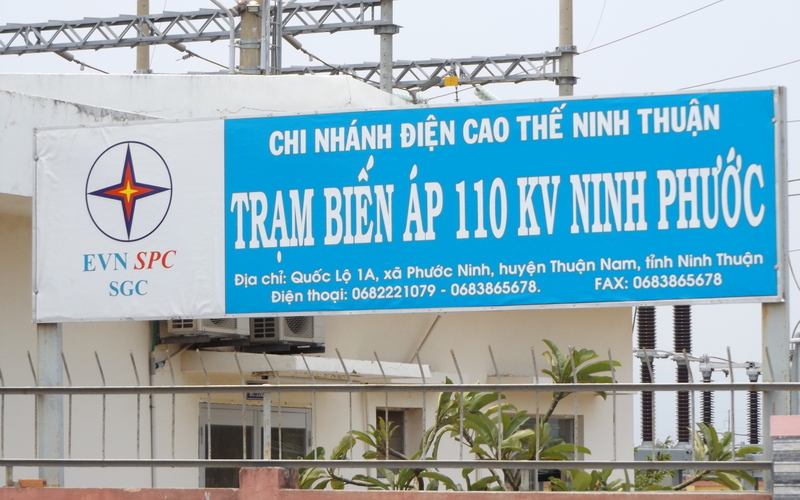 EVN SPC
SGC
CHI NHÁNH ĐIỆN CAO THẾ NINH THUẬN
TRẠM BIẾN ÁP 110 KV NINH PHƯỚC
Địa chỉ: Quốc Lộ 1A, xã Phước Ninh, huyện Thuận Nam, tỉnh Ninh Thuận
Điện thoại: 0682221079 - 0683865678. FAX: 0683865678